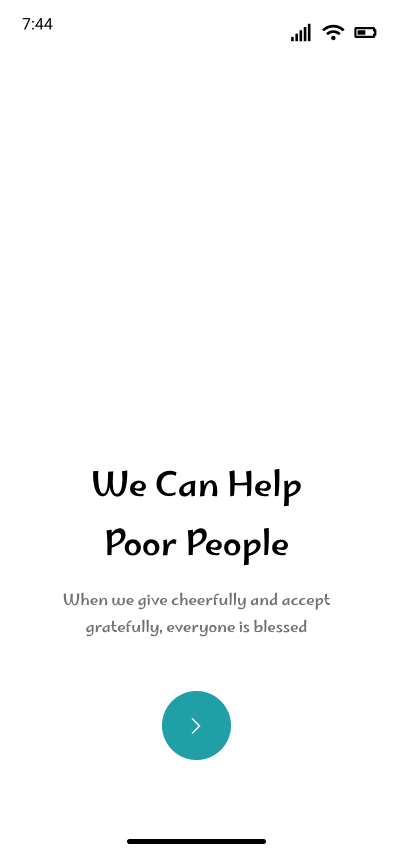 7:44
We Can Help
Poor People
When we give cheerfully and accept
gratefully, everyone is blessed